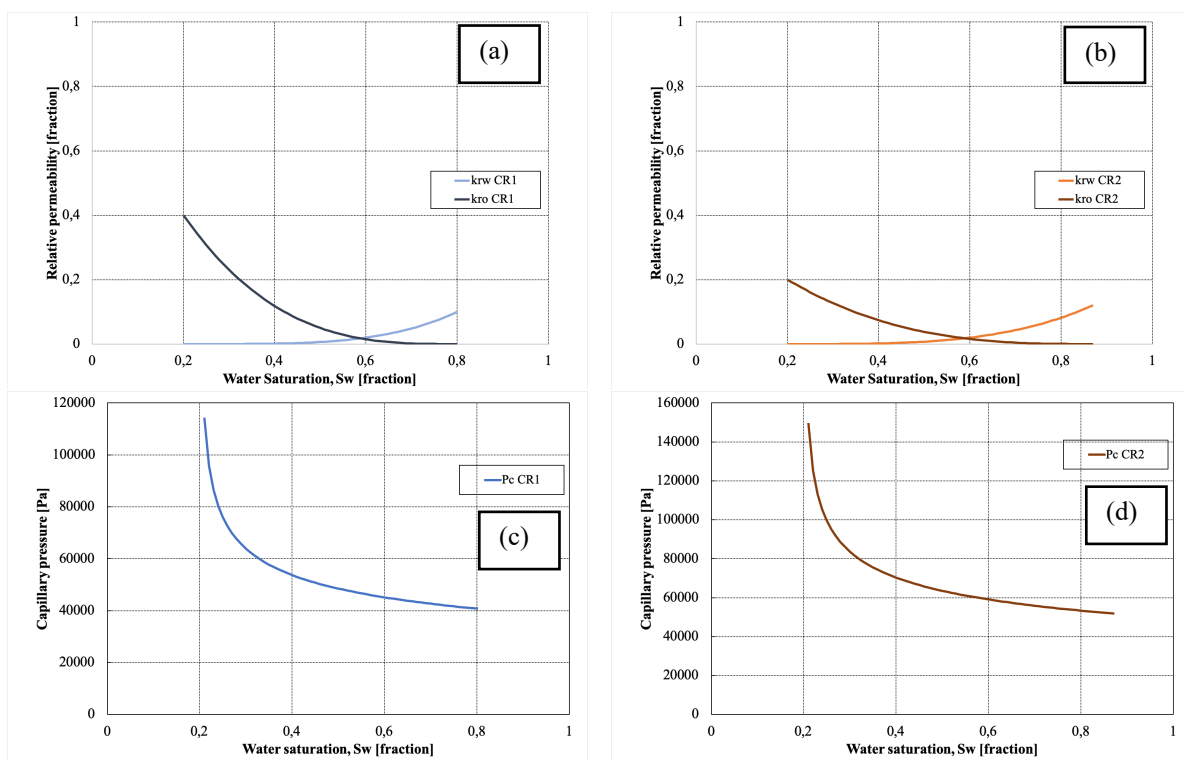 (a)
1
0,8
0,6
0,4
0,2
0
0
0,2
0,4
0,6
0,8
1
Relative permeability [fraction]
Water Saturation, Sw [fraction]
krw CR1
kro CR1
(b)
1
0,8
0,6
0,4
0,2
0
0
0,2
0,4
0,6
0,8
1
Relative permeability [fraction]
Water Saturation, Sw [fraction]
krw CR2
kro CR2
(c)
120000
100000
80000
60000
40000
20000
0
0
0,2
0,4
0,6
0,8
1
Capillary pressure [Pa]
Water saturation, Sw [fraction]
Pc CR1
(d)
160000
140000
120000
100000
80000
60000
40000
20000
0
0
0,2
0,4
0,6
0,8
1
Capillary pressure [Pa]
Water saturation, Sw [fraction]
Pc CR2